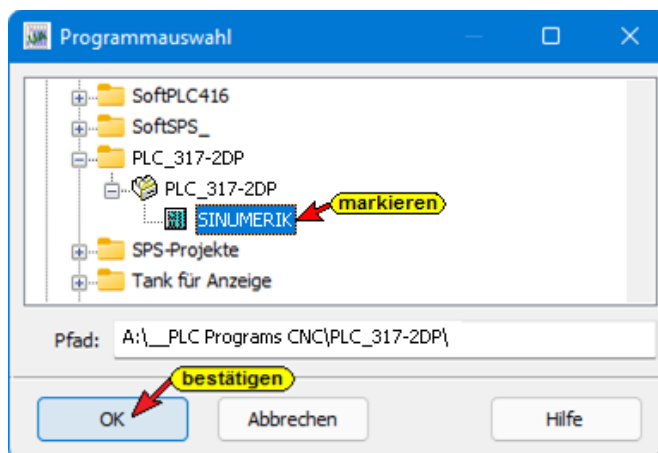 Programmauswahl
SoftPLC416
SoftSPS_
PLC_317-2DP
PLC_317-2DP
markieren
SINUMERIK
SPS-Projekte
Tank für Anzeige
Pfad: A:\__PLC Programs CNC\PLC_317-2DP\
bestätigen
OK Abbrechen Hilfe